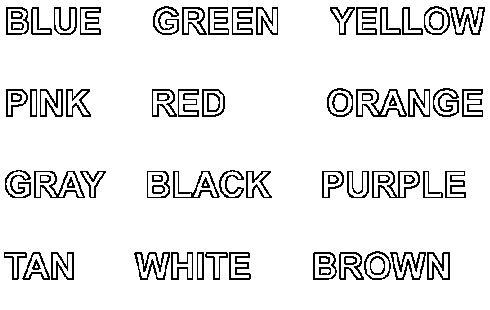 BLUE GREEN YELLOW
PINK RED ORANGE
GRAY BLACK PURPLE
TAN WHITE BROWN